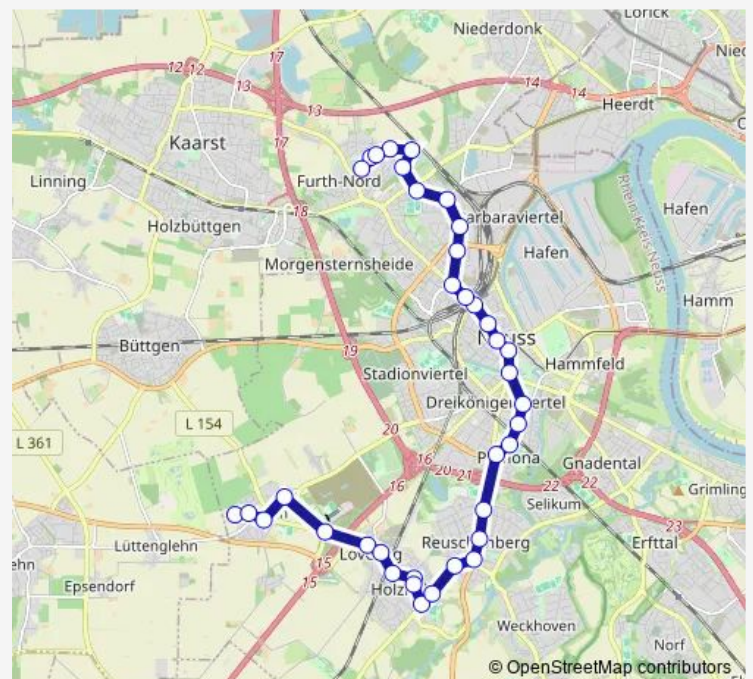 Lorick
Niederdonk
Nied
17
12
12
13
14
14
13
Heerdt
Kaarst
17
Linning
Furth-Nord
18
arbaraviertel
Hafen
Rhein-Kreis Neuss
Holzbüttgen
Hafen
Morgensternsheide
Hamm
Büttgen
19
Neuss
Hammfeld
Stadionviertel
Dreikönigenviertel
L 154
L 361
20
16
20
21
Pomona
Gnadental
16
22
22
Selikum
Grimling
23
Reuschenberg
Erfttal
Lüttenglehn
15
15
ehn
Epsendorf
Weckhoven
Norf
© OpenStreetMap contributors